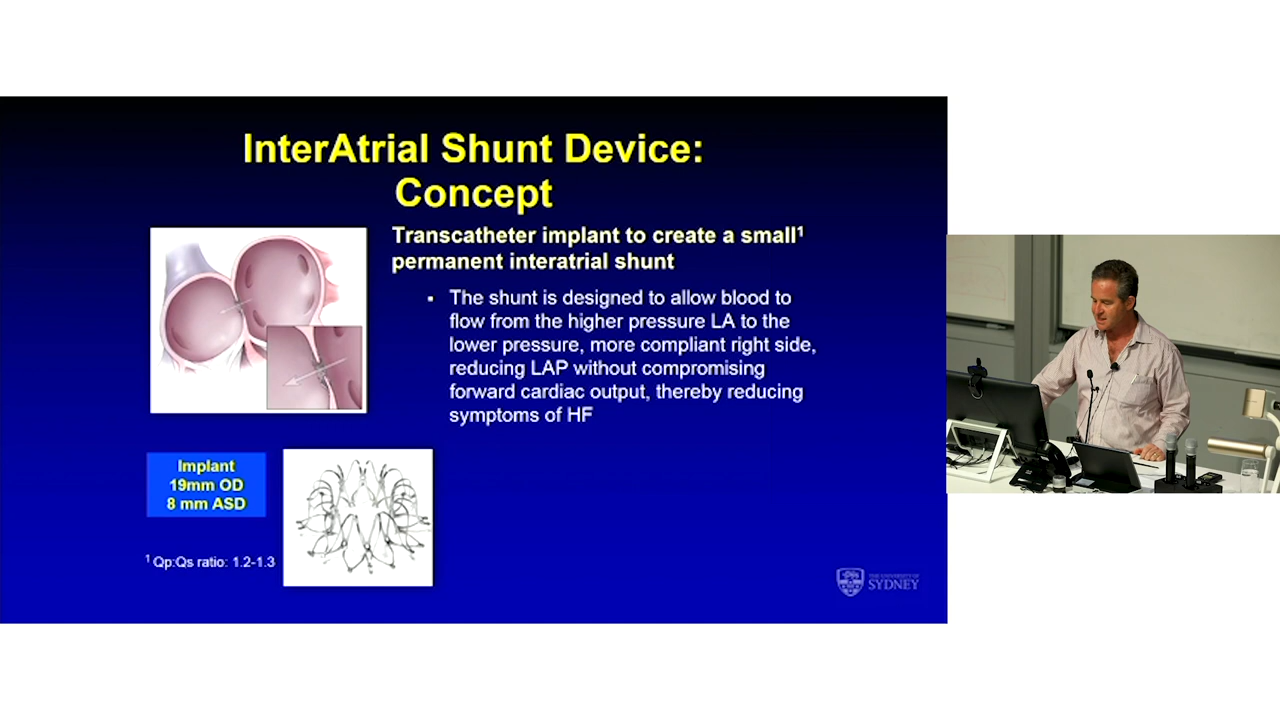 InterAtrial Shunt Device:
Concept
Transcatheter implant to create a small¹
permanent interatrial shunt
▪ The shunt is designed to allow blood to
flow from the higher pressure LA to the
lower pressure, more compliant right side,
reducing LAP without compromising
forward cardiac output, thereby reducing
symptoms of HF
Implant
19mm OD
8 mm ASD
¹ Qp:Qs ratio: 1.2-1.3
THE UNIVERSITY OF
SYDNEY